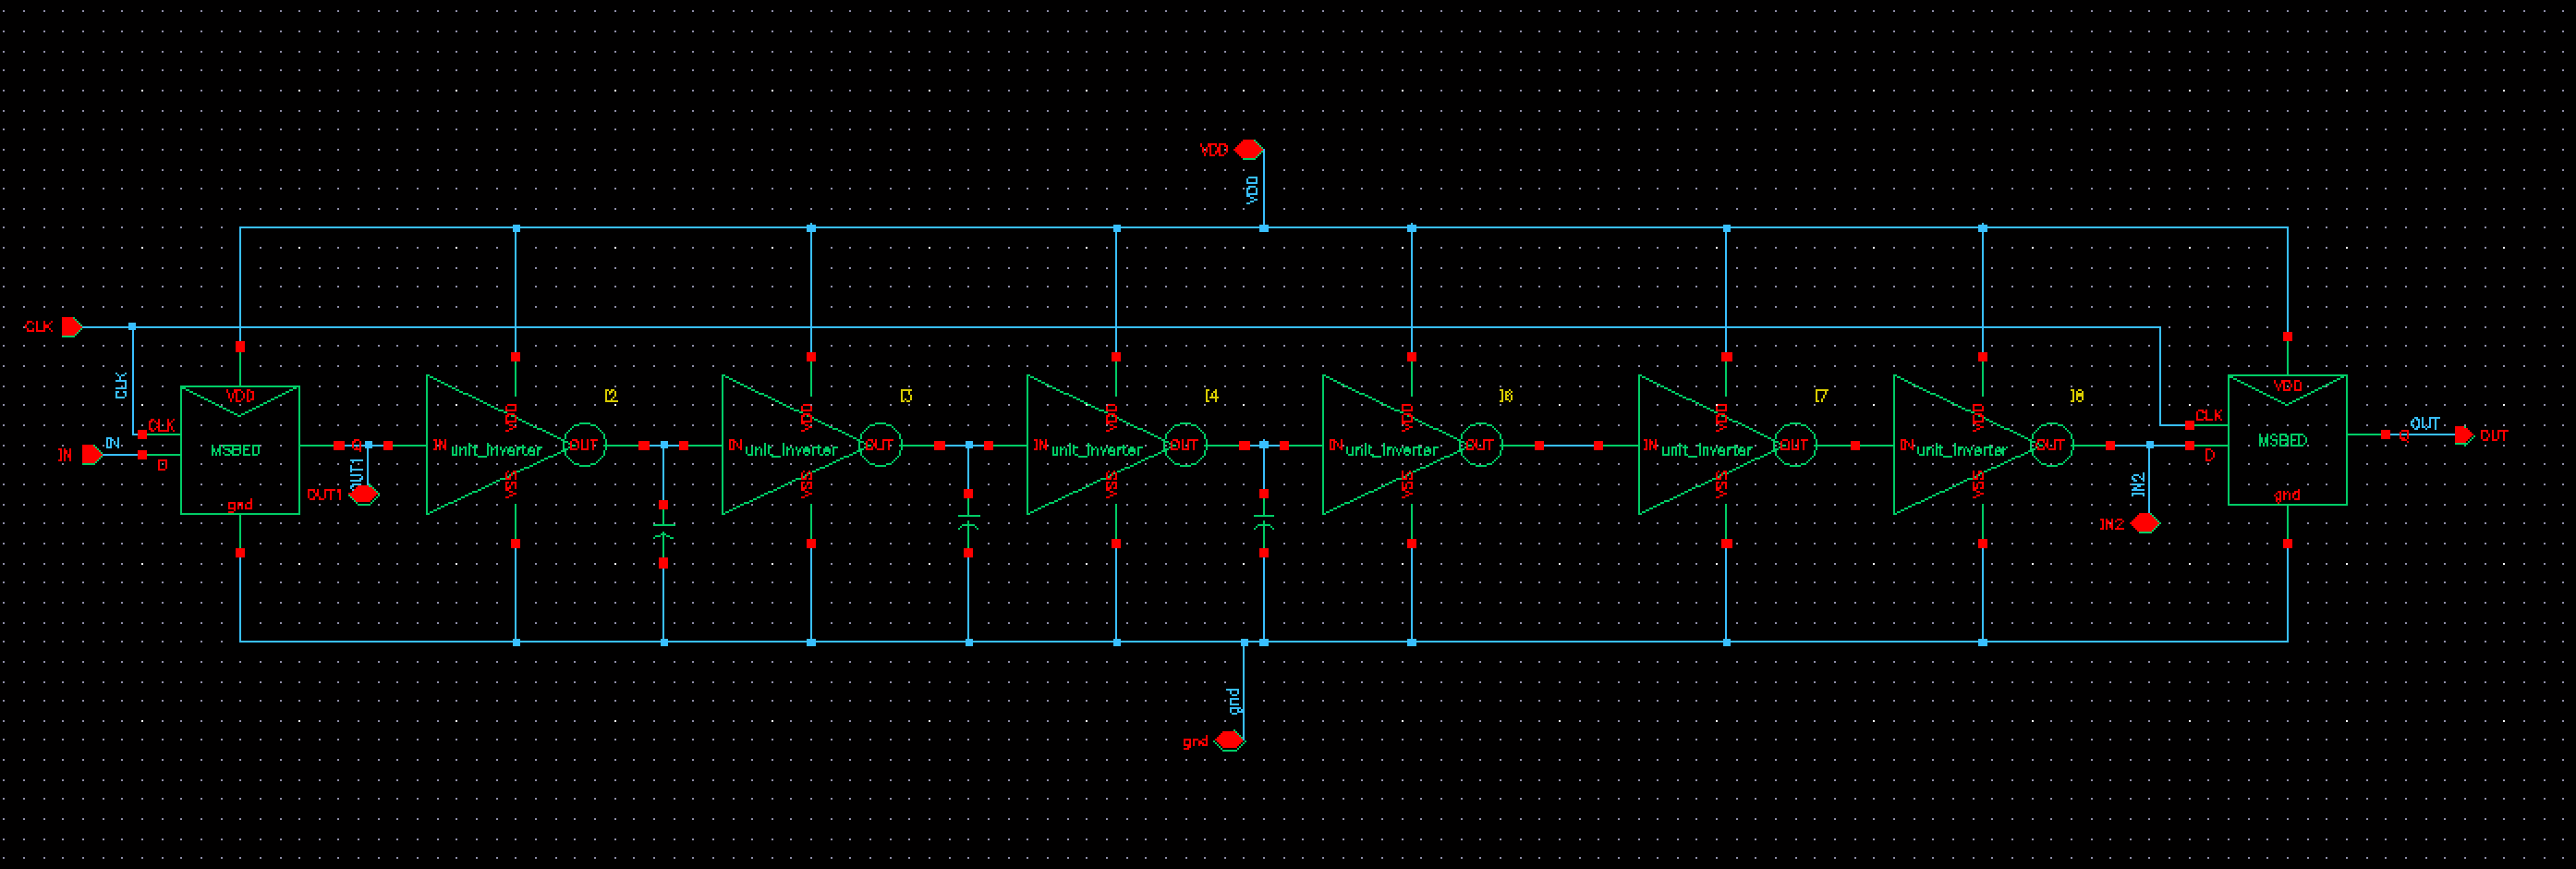 VDD
VDD
CLK
CLK
I2
I3
I4
I6
I7
I8
VDD
VDD
VDD
VDD
VDD
VDD
VDD
VDD
CLK
CLK
IN
IN
D
MSBED
Q
OUT1
OUT1
gnd
IN unit_Inverter OUT
IN unit_Inverter OUT
IN unit_Inverter OUT
IN unit_Inverter OUT
IN unit_Inverter OUT
IN unit_Inverter OUT
VSS
VSS
VSS
VSS
VSS
VSS
IN2
IN2
D
MSBED
Q
OUT
OUT
gnd
gnd
gnd